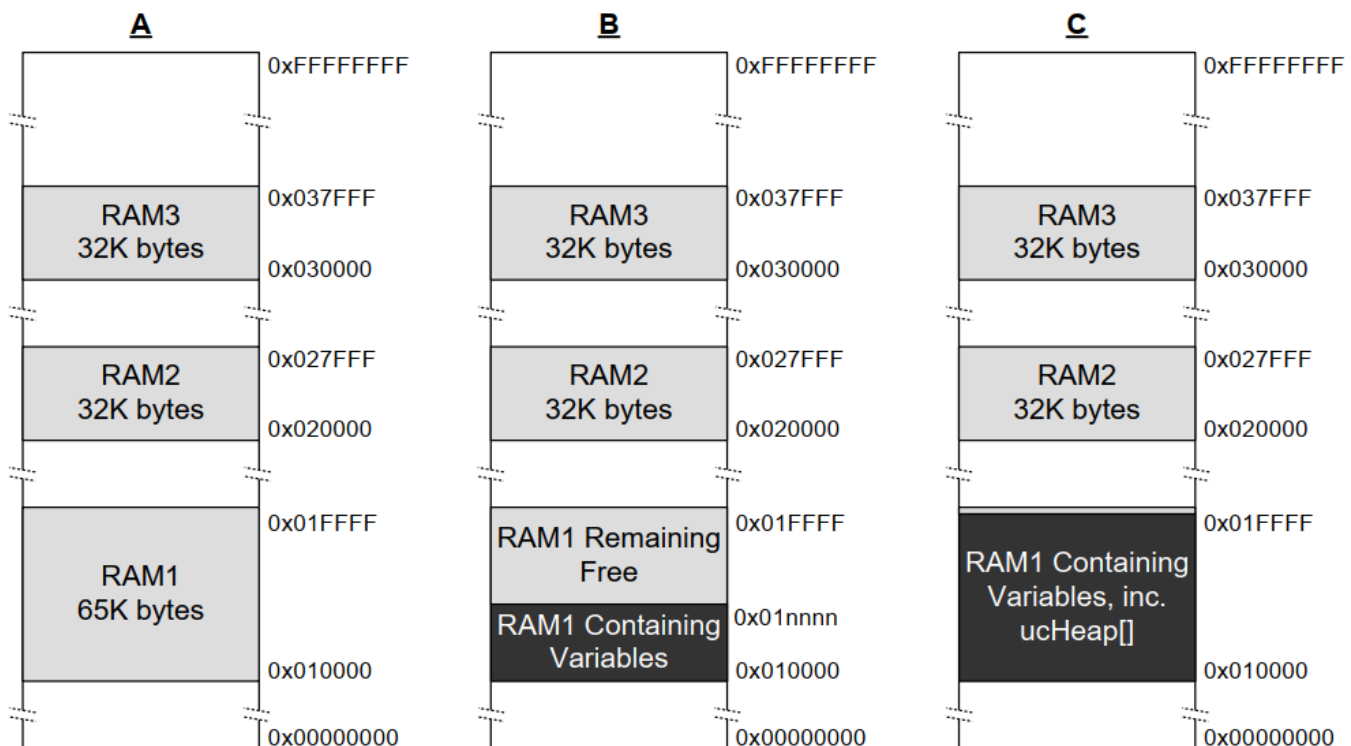 A
0xFFFFFFFF
RAM3
32K bytes
0x037FFF
0x030000
RAM2
32K bytes
0x027FFF
0x020000
RAM1
65K bytes
0x01FFFF
0x010000
0x00000000
B
0xFFFFFFFF
RAM3
32K bytes
0x037FFF
0x030000
RAM2
32K bytes
0x027FFF
0x020000
RAM1 Remaining
Free
0x01FFFF
RAM1 Containing
Variables
0x01nnnn
0x010000
0x00000000
C
0xFFFFFFFF
RAM3
32K bytes
0x037FFF
0x030000
RAM2
32K bytes
0x027FFF
0x020000
RAM1 Containing
Variables, inc.
ucHeap[]
0x01FFFF
0x010000
0x00000000